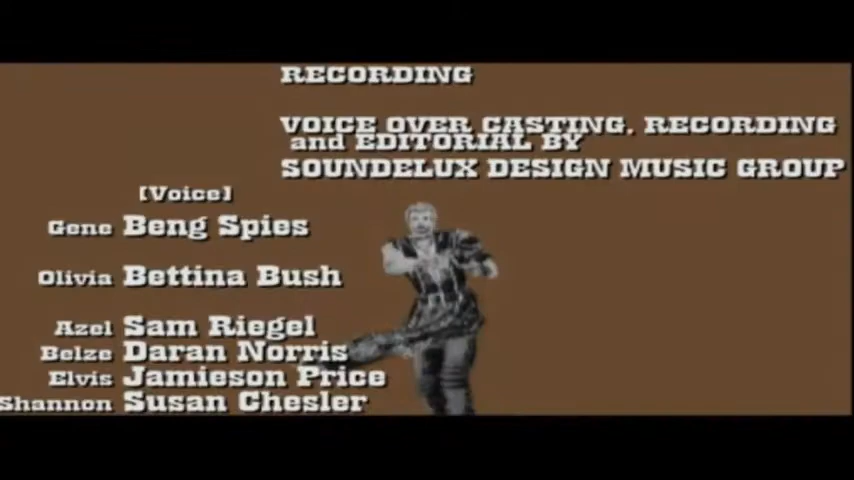 RECORDING
VOICE OVER CASTING, RECORDING
and EDITORIAL BY
SOUNDELUX DESIGN MUSIC GROUP
[Voice]
Gene Beng Spies
Olivia Bettina Bush
Azel Sam Riegel
Belze Daran Norris
Elvis Jamieson Price
Shannon Susan Chesler